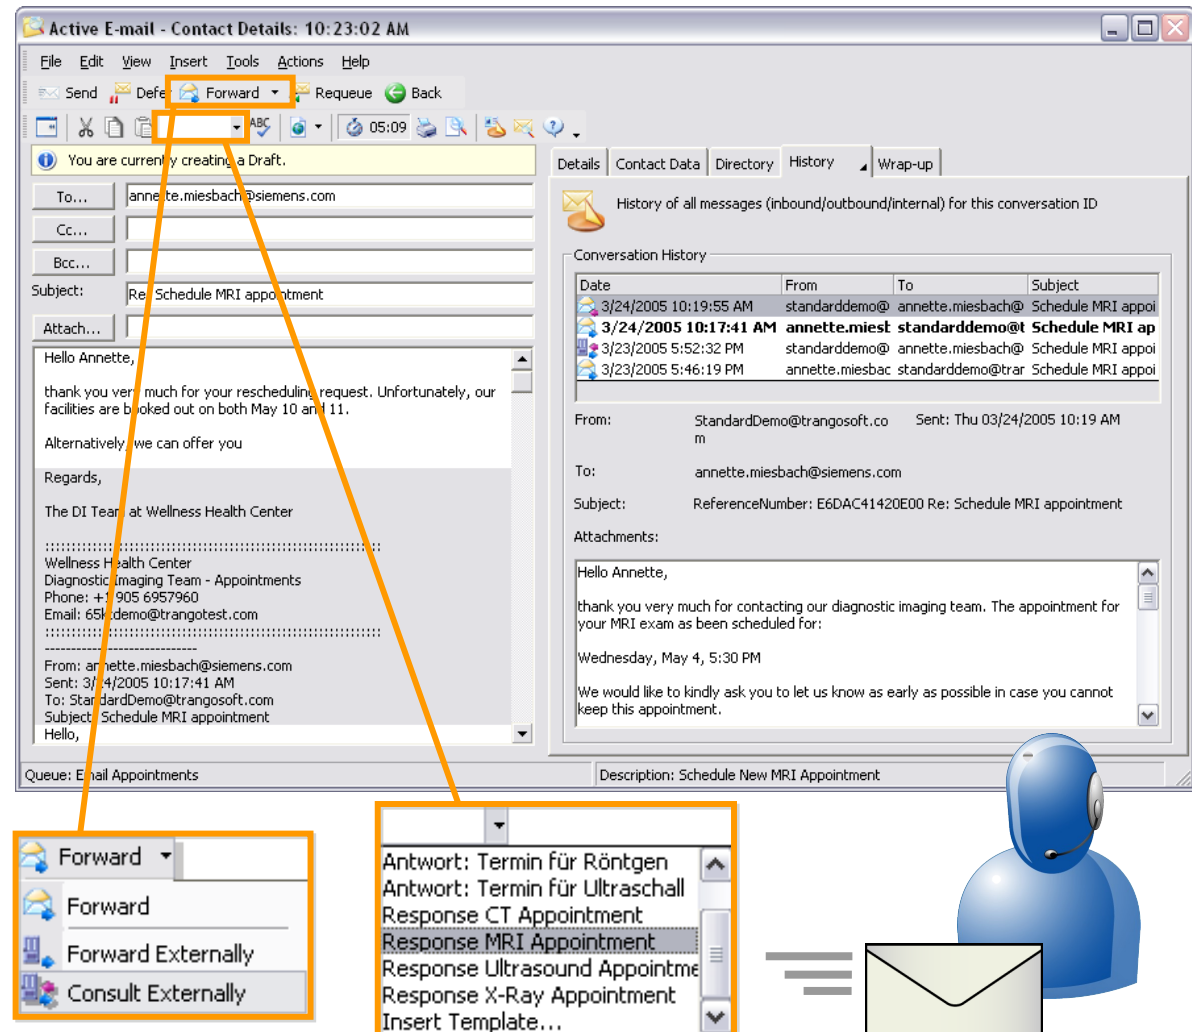 Active E-mail - Contact Details: 10:23:02 AM
File Edit View Insert Tools Actions Help
Send Defer Forward Requeue Back
ABC 05:09
You are currently creating a Draft.
To... annette.miesbach@siemens.com
Cc...
Bcc...
Subject: Re: Schedule MRI appointment
Attach...
Hello Annette,
thank you very much for your rescheduling request. Unfortunately, our
facilities are booked out on both May 10 and 11.
Alternatively, we can offer you
Regards,
The DI Team at Wellness Health Center
::::::::::::::::::::::::::::::::::::::::::::::::::::::::::::::::
Wellness Health Center
Diagnostic Imaging Team - Appointments
Phone: +1 905 6957960
Email: 65ktdemo@trangotest.com
::::::::::::::::::::::::::::::::::::::::::::::::::::::::::::::::
-----------------------------
From: annette.miesbach@siemens.com
Sent: 3/24/2005 10:17:41 AM
To: StandardDemo@trangosoft.com
Subject: Schedule MRI appointment
Hello,
Details Contact Data Directory History Wrap-up
History of all messages (inbound/outbound/internal) for this conversation ID
Conversation History
Date From To Subject
3/24/2005 10:19:55 AM standarddemo@ annette.miesbach@ Schedule MRI appoi
3/24/2005 10:17:41 AM annette.miest standarddemo@t Schedule MRI ap
3/23/2005 5:52:32 PM standarddemo@ annette.miesbach@ Schedule MRI appoi
3/23/2005 5:46:19 PM annette.miesbac standarddemo@trar Schedule MRI appoi
From: StandardDemo@trangosoft.co Sent: Thu 03/24/2005 10:19 AM
m
To: annette.miesbach@siemens.com
Subject: ReferenceNumber: E6DAC41420E00 Re: Schedule MRI appointment
Attachments:
Hello Annette,
thank you very much for contacting our diagnostic imaging team. The appointment for
your MRI exam as been scheduled for:
Wednesday, May 4, 5:30 PM
We would like to kindly ask you to let us know as early as possible in case you cannot
keep this appointment.
Queue: Email Appointments Description: Schedule New MRI Appointment
Forward
Forward
Forward Externally
Consult Externally
Antwort: Termin für Röntgen
Antwort: Termin für Ultraschall
Response CT Appointment
Response MRI Appointment
Response Ultrasound Appointme
Response X-Ray Appointment
Insert Template...